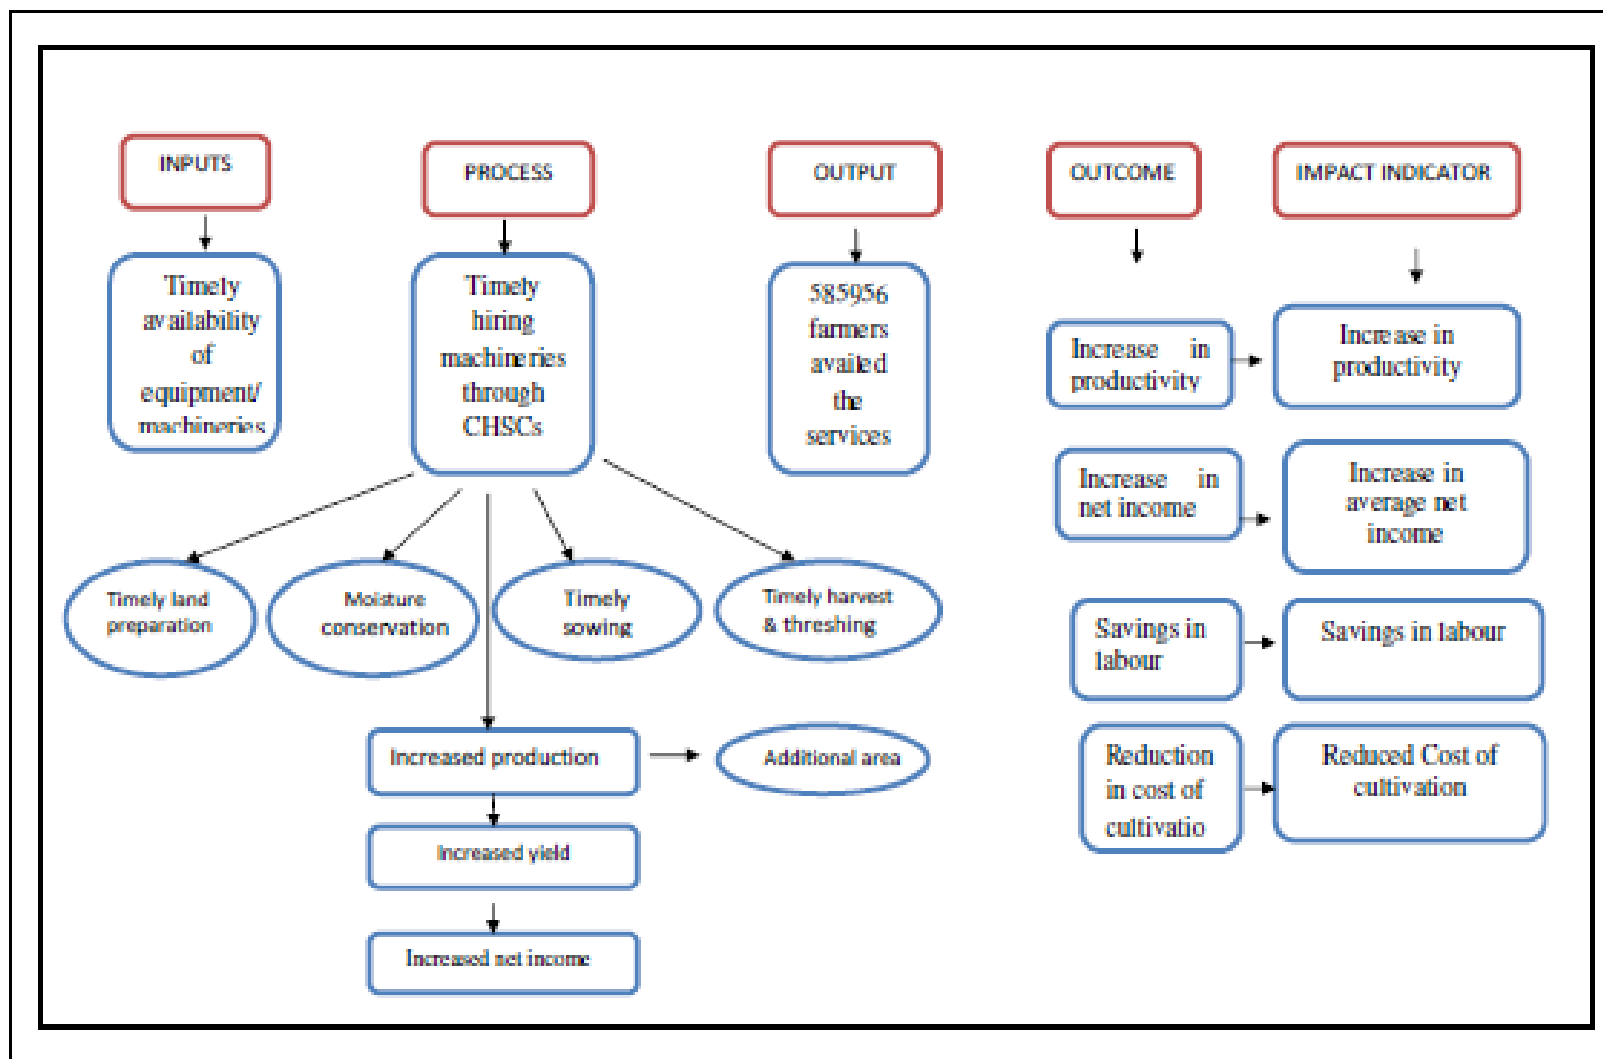 INPUTS
PROCESS
OUTPUT
OUTCOME
IMPACT INDICATOR
Timely
availability
of
equipment/
machineries
Timely
hiring
machineries
through
CHSCs
585956
farmers
availed
the
services
Increase in
productivity
Increase in
productivity
Increase in
net income
Increase in
average net
income
Timely land
preparation
Moisture
conservation
Timely
sowing
Timely harvest
& threshing
Savings in
labour
Savings in labour
Increased production
Additional area
Reduction
in cost of
cultivatio
Reduced Cost of
cultivation
Increased yield
Increased net income